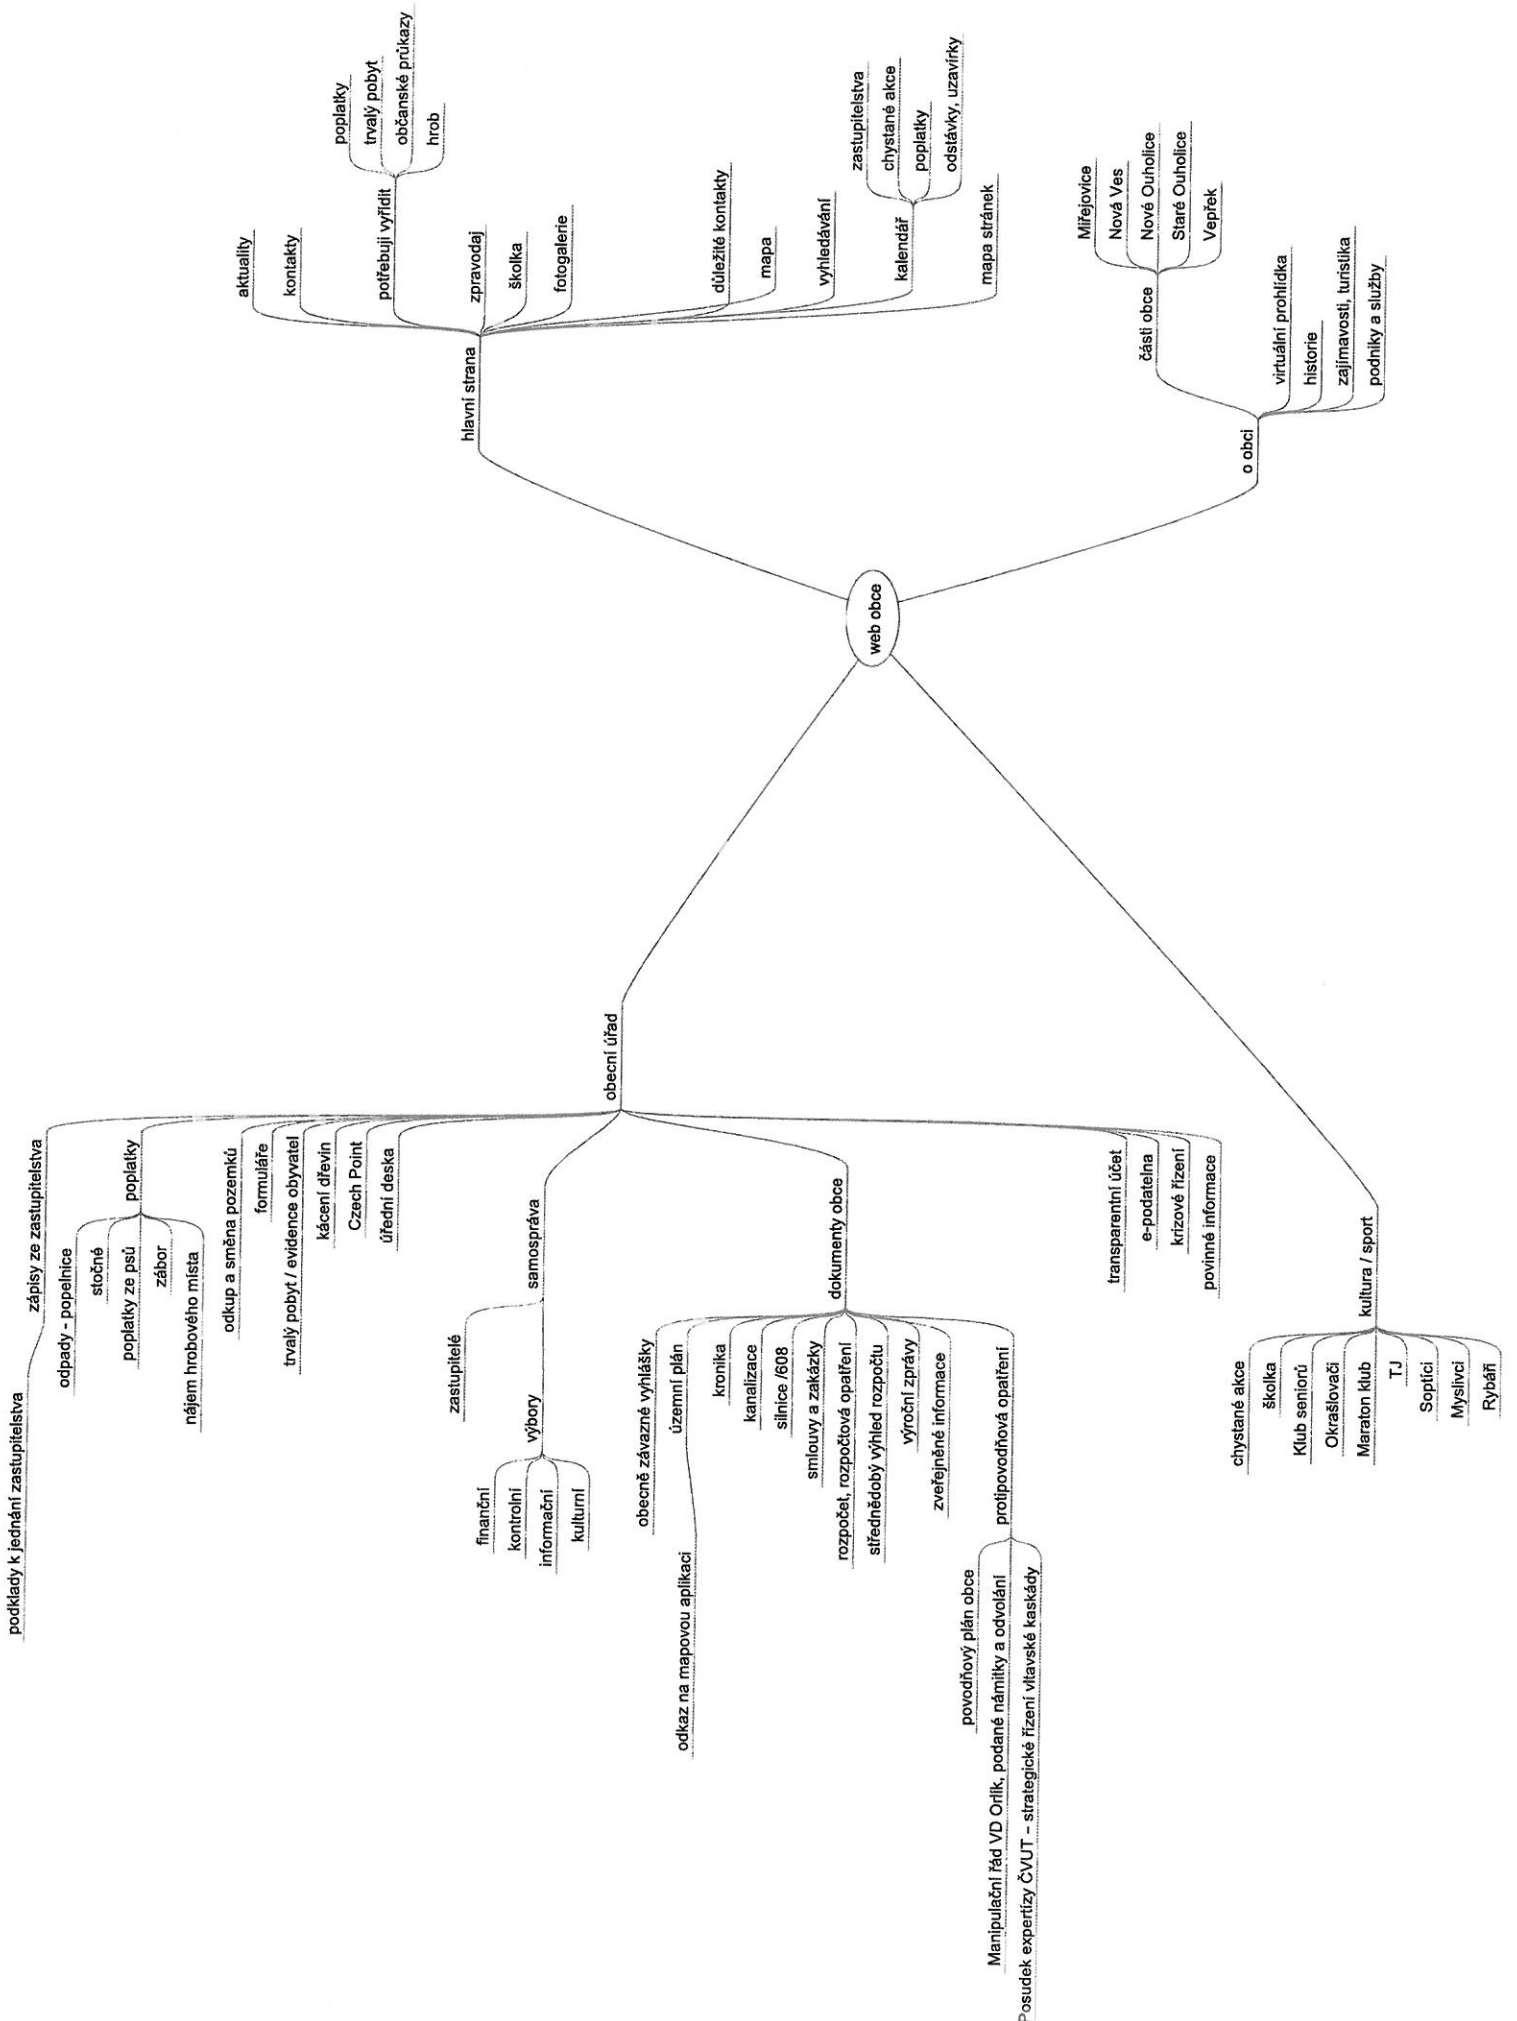 web obce
hlavní strana
aktuality
kontakty
potřebuji vyřídit
poplatky
trvalý pobyt
občanské průkazy
hrob
zpravodaj
školka
fotogalerie
důležité kontakty
mapa
vyhledávání
kalendář
zastupitelstva
chystané akce
poplatky
odstávky, uzavírky
mapa stránek
o obci
části obce
Miřejovice
Nová Ves
Nové Ouholice
Staré Ouholice
Vepřek
virtuální prohlídka
historie
zajímavosti, turistika
podniky a služby
obecní úřad
zápisy ze zastupitelstva
podklady k jednání zastupitelstva
poplatky
odpady - popelnice
stočné
poplatky ze psů
zábor
nájem hrobového místa
odkup a směna pozemků
formuláře
trvalý pobyt / evidence obyvatel
kácení dřevin
Czech Point
úřední deska
samospráva
zastupitelé
výbory
finanční
kontrolní
informační
kulturní
dokumenty obce
obecně závazné vyhlášky
územní plán
odkaz na mapovou aplikaci
kronika
kanalizace
silnice /608
smlouvy a zakázky
rozpočet, rozpočtová opatření
střednědobý výhled rozpočtu
výroční zprávy
zveřejněné informace
protipovodňová opatření
povodňový plán obce
Manipulační řád VD Orlík, podané námitky a odvolání
Posudek expertízy ČVUT – strategické řízení vltavské kaskády
transparentní účet
e-podatelna
krizové řízení
povinné informace
kultura / sport
chystané akce
školka
Klub seniorů
Okrašlovači
Maraton klub
TJ
Soptíci
Myslivci
Rybáři